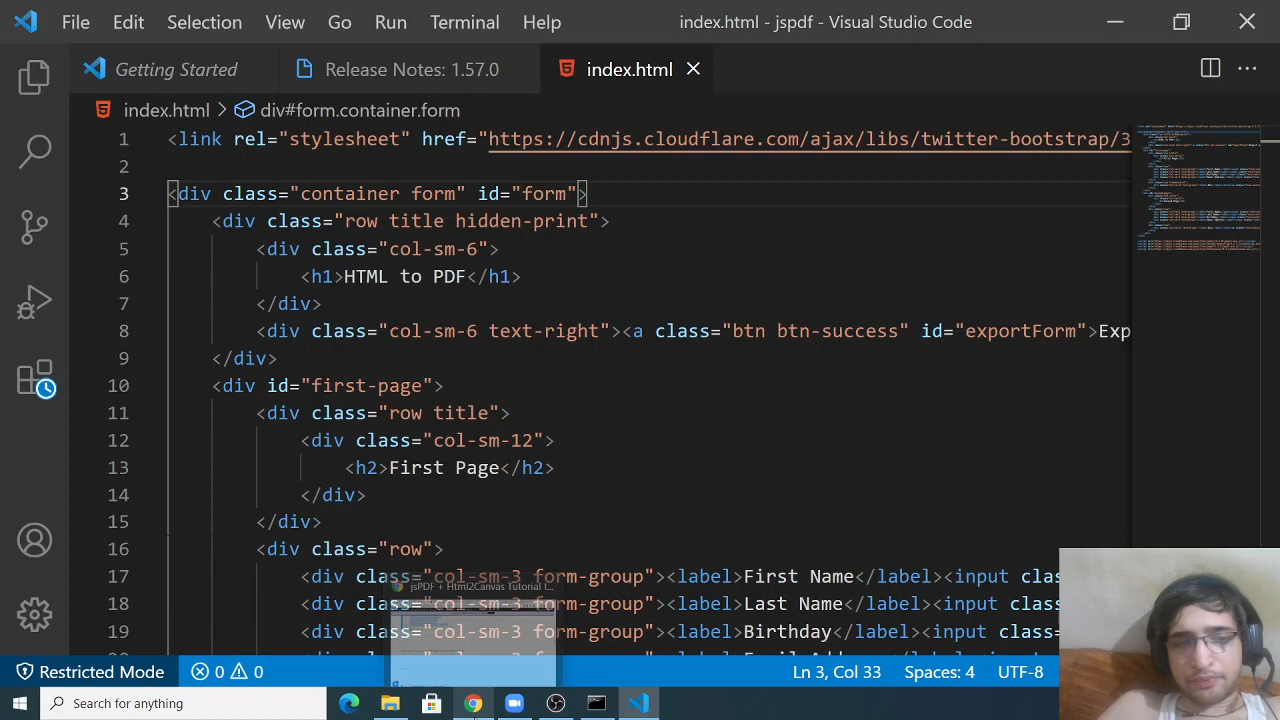 File Edit Selection View Go Run Terminal Help index.html - jspdf - Visual Studio Code
Getting Started Release Notes: 1.57.0 index.html
index.html > div#form.container.form
1 <link rel="stylesheet" href="https://cdnjs.cloudflare.com/ajax/libs/twitter-bootstrap/3
2
3 <div class="container form" id="form">
4 <div class="row title hidden-print">
5 <div class="col-sm-6">
6 <h1>HTML to PDF</h1>
7 </div>
8 <div class="col-sm-6 text-right"><a class="btn btn-success" id="exportForm">Exp
9 </div>
10 <div id="first-page">
11 <div class="row title">
12 <div class="col-sm-12">
13 <h2>First Page</h2>
14 </div>
15 </div>
16 <div class="row">
17 <div class="col-sm-3 form-group"><label>First Name</label><input clas
18 <div class="col-sm-3 form-group"><label>Last Name</label><input class
19 <div class="col-sm-3 form-group"><label>Birthday</label><input class=
jsPDF + Html2Canvas Tutorial t...
Restricted Mode 0 0 Ln 3, Col 33 Spaces: 4 UTF-8
Search for anything